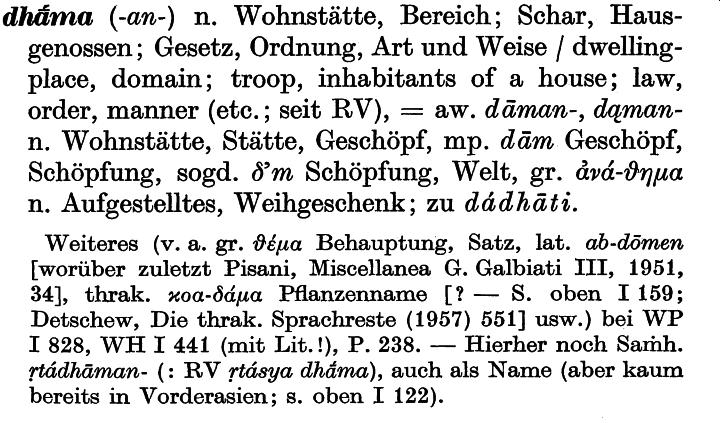 dhā́ma (-an-) n. Wohnstätte, Bereich; Schar, Haus-
genossen; Gesetz, Ordnung, Art und Weise / dwelling-
place, domain; troop, inhabitants of a house; law,
order, manner (etc.; seit RV), = aw. dāman-, dąman-
n. Wohnstätte, Stätte, Geschöpf, mp. dām Geschöpf,
Schöpfung, sogd. δ’m Schöpfung, Welt, gr. ἀνά-ϑημα
n. Aufgestelltes, Weihgeschenk; zu dádhāti.
Weiteres (v. a. gr. ϑέμα Behauptung, Satz, lat. ab-dōmen
[worüber zuletzt Pisani, Miscellanea G. Galbiati III, 1951,
34], thrak. κοα-δάμα Pflanzenname [? — S. oben I 159;
Detschew, Die thrak. Sprachreste (1957) 551] usw.) bei WP
I 828, WH I 441 (mit Lit.!), P. 238. — Hierher noch Saṁh.
ṛtádhāman- (: RV ṛtásya dhā́ma), auch als Name (aber kaum
bereits in Vorderasien; s. oben I 122).